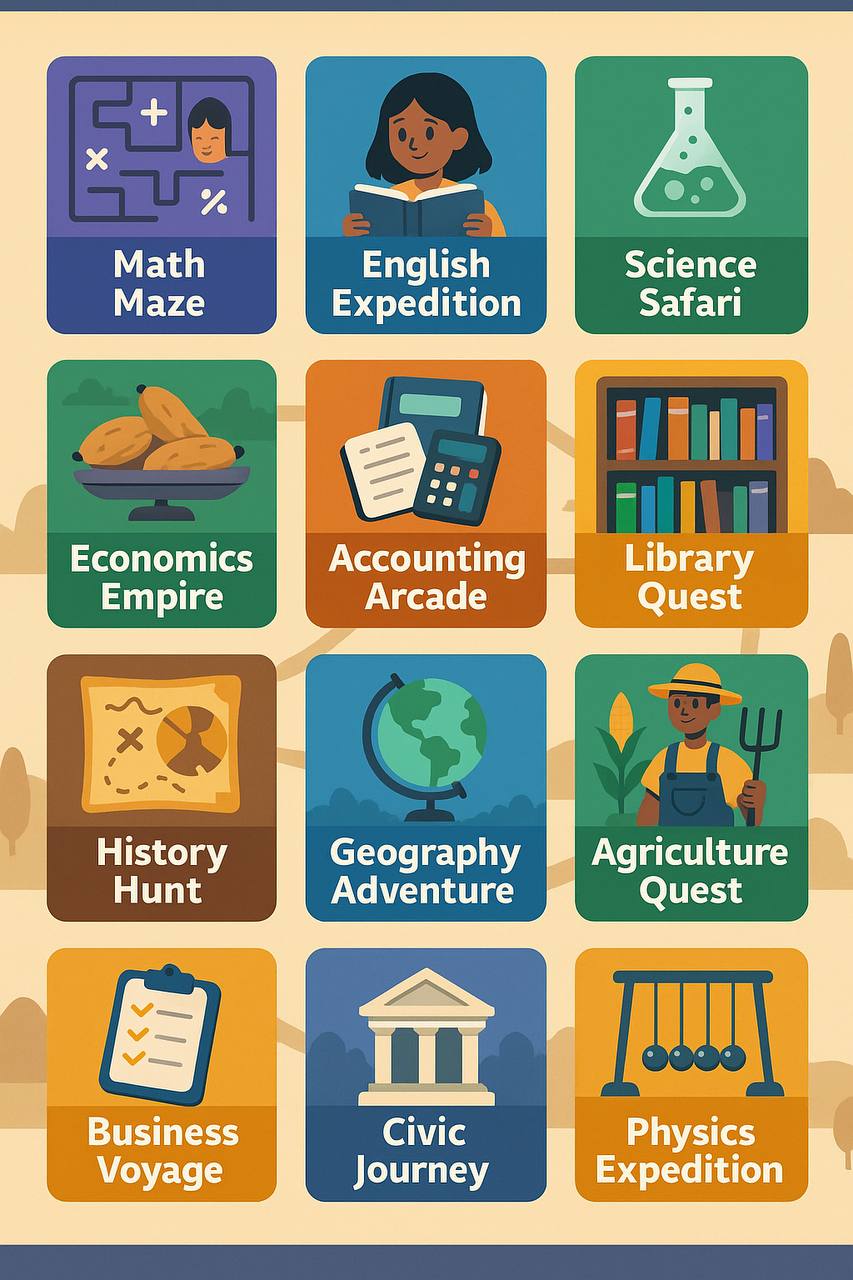 Math
Maze
English
Expedition
Science
Safari
Economics
Empire
Accounting
Arcade
Library
Quest
History
Hunt
Geography
Adventure
Agriculture
Quest
Business
Voyage
Civic
Journey
Physics
Expedition